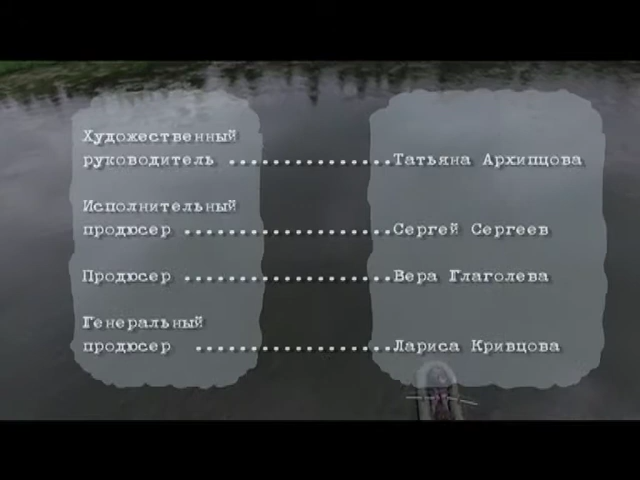 Художественный
руководитель ...............Татьяна Архипцова
Исполнительный
продюсер ...................Сергей Сергеев
Продюсер ...................Вера Глаголева
Генеральный
продюсер ..................Лариса Кривцова